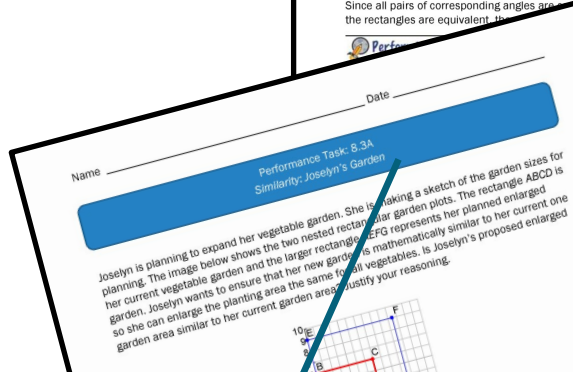 Since all pairs of corresponding angles are
the rectangles are equivalent,
Name Date
Performance Task: 8.3A
Similarity: Joselyn's Garden
Joselyn is planning to expand her vegetable garden. She is making a sketch of the garden sizes for
planning. The image below shows the two nested rectangular garden plots. The rectangle ABCD is
her current vegetable garden and the larger rectangle AEFG represents her planned enlarged
garden. Joselyn wants to ensure that her new garden is mathematically similar to her current one
so she can enlarge the planting area the same for all vegetables. Is Joselyn's proposed enlarged
garden area similar to her current garden area? Justify your reasoning.
10 E F
9
8
B C